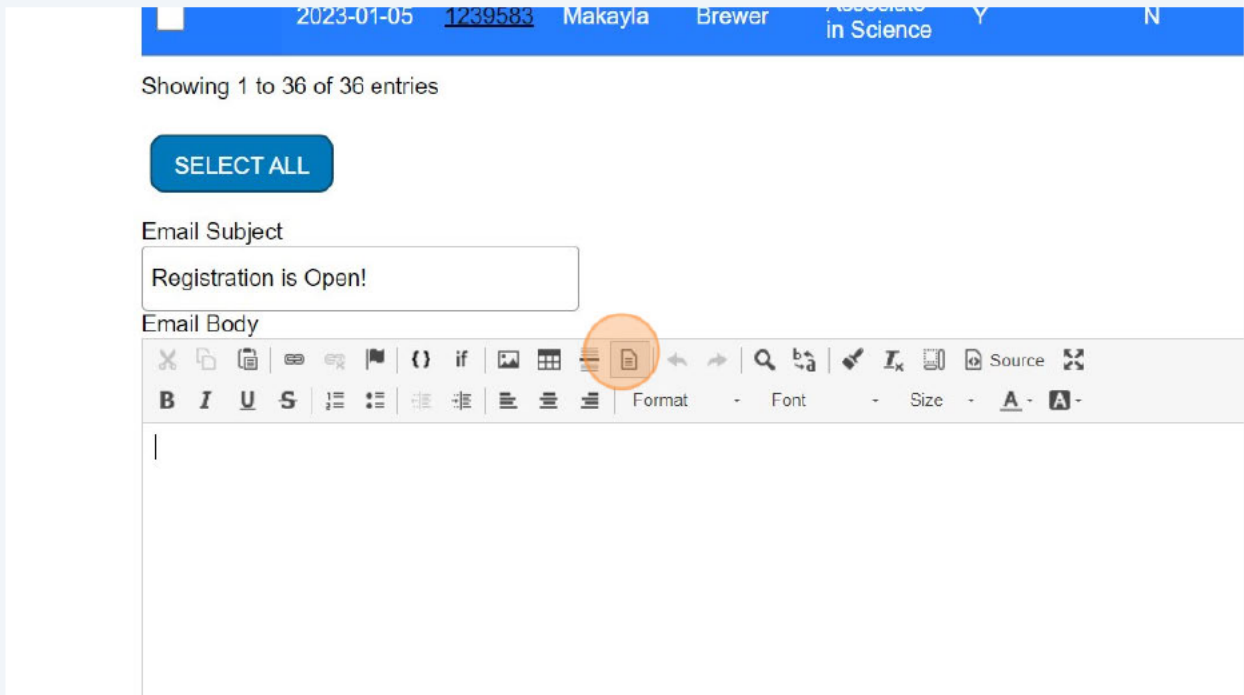 2023-01-05 1239583 Makayla Brewer Associate in Science Y N
Showing 1 to 36 of 36 entries
SELECT ALL
Email Subject
Registration is Open!
Email Body
{} if Source
B I U S Format Font Size A A